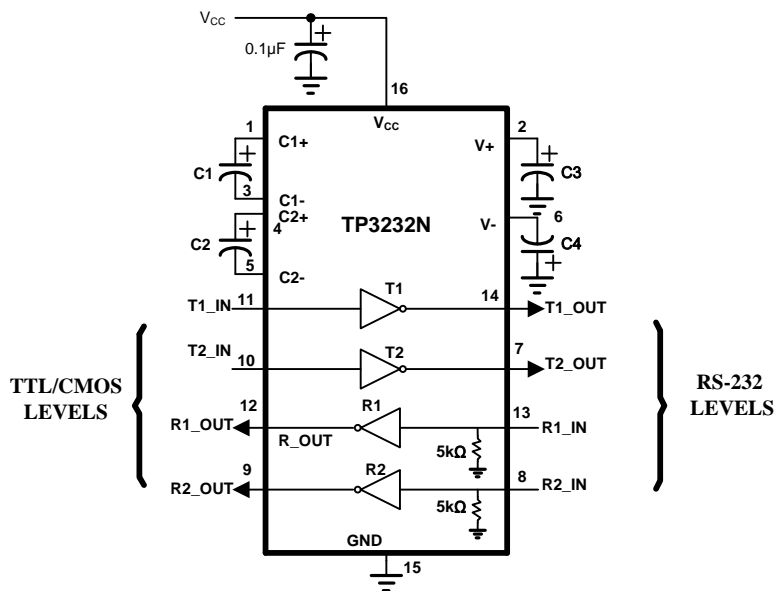 VCC
0.1µF
+
16
VCC
1
C1+
V+
2
+
C1
+
C3
3
C1-
C2+
4
+
TP3232N
V-
6
C2
C4
+
5
C2-
T1_IN
11
T1
14
T1_OUT
T2_IN
10
T2
7
T2_OUT
TTL/CMOS
LEVELS
RS-232
LEVELS
R1_OUT
12
R_OUT
R1
5kΩ
13
R1_IN
R2_OUT
9
R2
5kΩ
8
R2_IN
GND
15